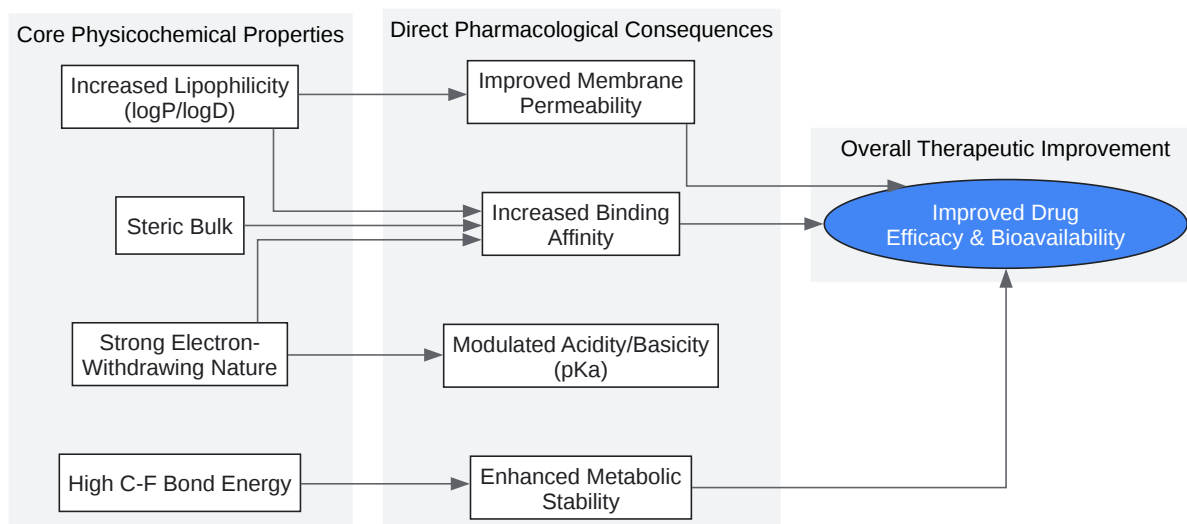 Core Physicochemical Properties
Increased Lipophilicity
(logP/logD)
Steric Bulk
Strong Electron-
Withdrawing Nature
High C-F Bond Energy
Direct Pharmacological Consequences
Improved Membrane
Permeability
Increased Binding
Affinity
Modulated Acidity/Basicity
(pKa)
Enhanced Metabolic
Stability
Overall Therapeutic Improvement
Improved Drug
Efficacy & Bioavailability